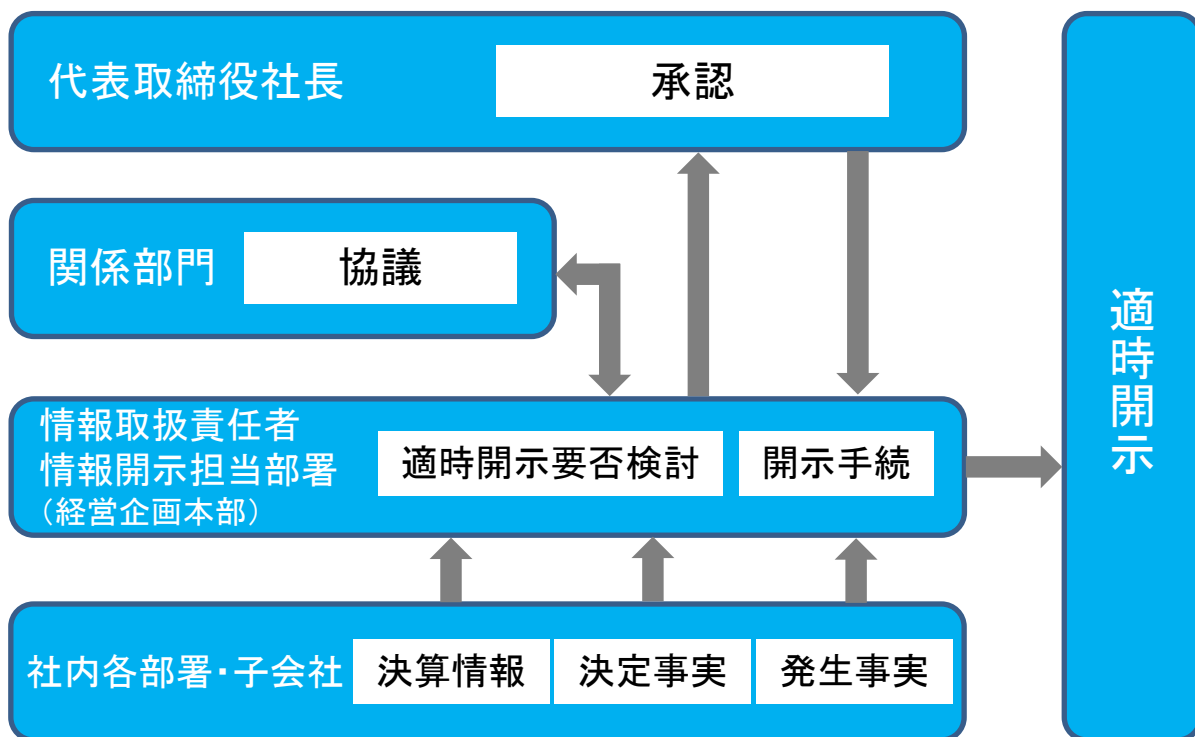 代表取締役社長
承認
関係部門
協議
情報取扱責任者
情報開示担当部署
（経営企画本部）
適時開示要否検討
開示手続
社内各部署・子会社
決算情報
決定事実
発生事実
適時開示